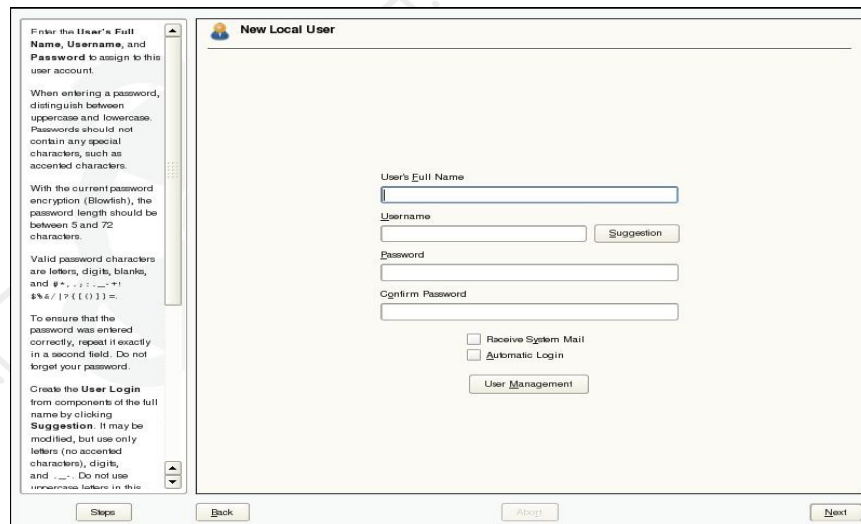 Enter the User's Full
Name, Username, and
Password to assign to this
user account.
When entering a password,
distinguish between
uppercase and lowercase.
Passwords should not
contain any special
characters, such as
accented characters.
With the current password
encryption (Blowfish), the
password length should be
between 5 and 72
characters.
Valid password characters
are letters, digits, blanks,
and #*,.;:._-+!
$%&/|?{[()]}=.
To ensure that the
password was entered
correctly, repeat it exactly
in a second field. Do not
forget your password.
Create the User Login
from components of the full
name by clicking
Suggestion. It may be
modified, but use only
letters (no accented
characters), digits,
and ._-. Do not use
uppercase letters in this
New Local User
User's Full Name
Username
Suggestion
Password
Confirm Password
Receive System Mail
Automatic Login
User Management
Steps
Back
Abort
Next